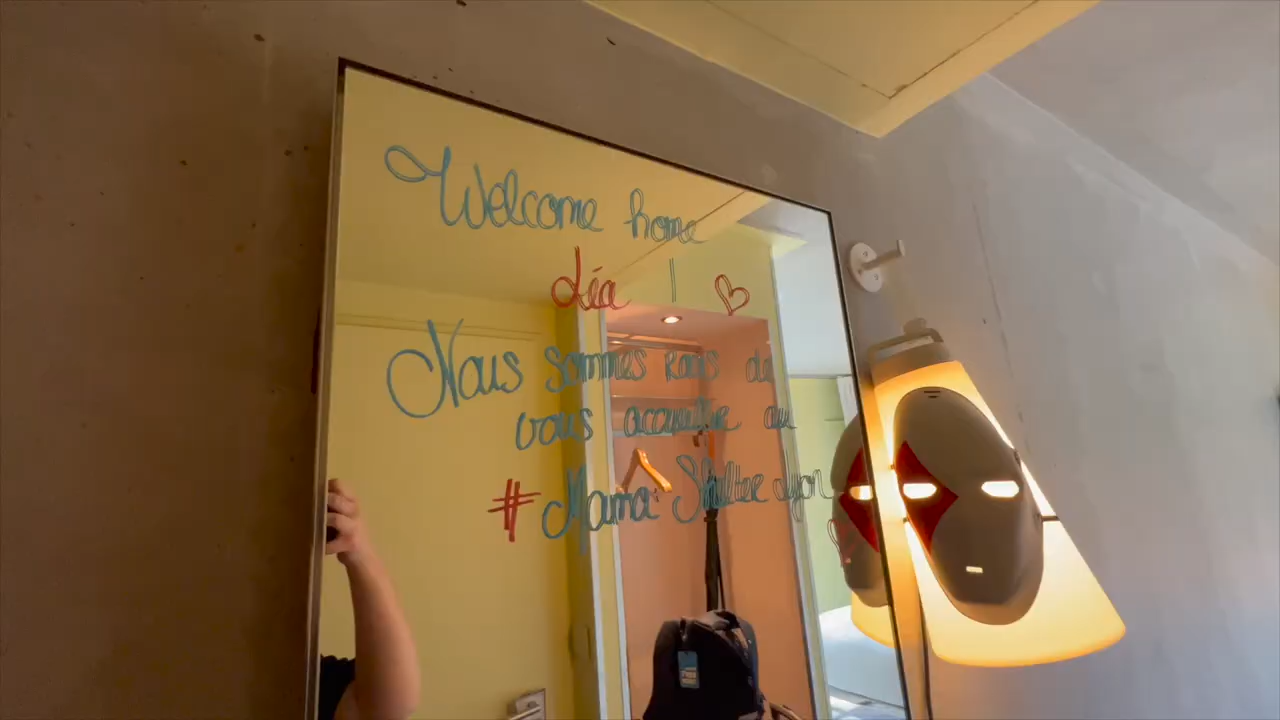 Welcome home
Léa ! ♡
Nous sommes ravis de
vous accueillir au
#Mama Shelter Lyon